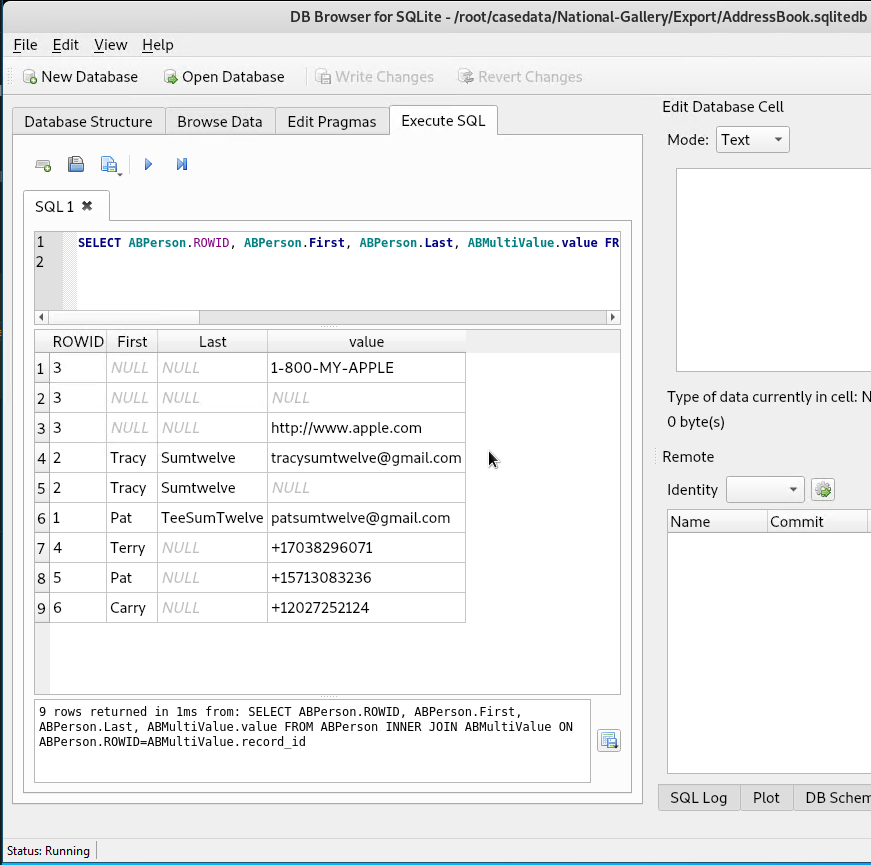 DB Browser for SQLite - /root/casedata/National-Gallery/Export/AddressBook.sqlitedb
File Edit View Help
New Database Open Database Write Changes Revert Changes
Database Structure Browse Data Edit Pragmas Execute SQL
SQL 1
1 SELECT ABPerson.ROWID, ABPerson.First, ABPerson.Last, ABMultiValue.value FR
2
ROWID First Last value
1 3 NULL NULL 1-800-MY-APPLE
2 3 NULL NULL NULL
3 3 NULL NULL http://www.apple.com
4 2 Tracy Sumtwelve tracysumtwelve@gmail.com
5 2 Tracy Sumtwelve NULL
6 1 Pat TeeSumTwelve patsumtwelve@gmail.com
7 4 Terry NULL +17038296071
8 5 Pat NULL +15713083236
9 6 Carry NULL +12027252124
9 rows returned in 1ms from: SELECT ABPerson.ROWID, ABPerson.First,
ABPerson.Last, ABMultiValue.value FROM ABPerson INNER JOIN ABMultiValue ON
ABPerson.ROWID=ABMultiValue.record_id
Edit Database Cell
Mode: Text
Type of data currently in cell: N
0 byte(s)
Remote
Identity
Name Commit
SQL Log Plot DB Schem
Status: Running